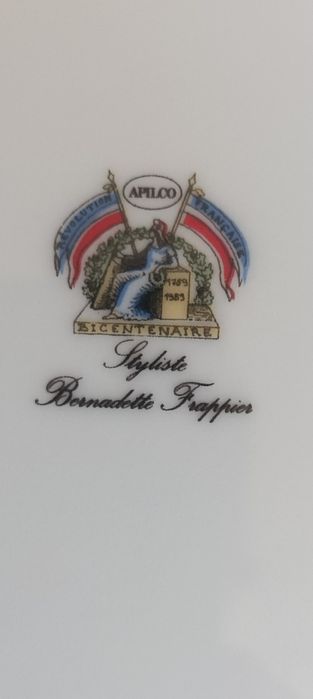 APILCO
RÉVOLUTION FRANÇAISE
1789
1989
BICENTENAIRE
Styliste
Bernadette Frappier